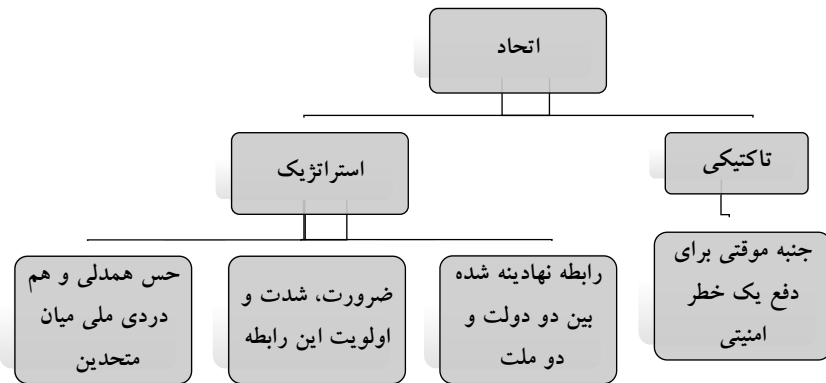 اتحاد
تاکتیکی
استراتژیک
جنبه موقتی برای
دفع یک خطر
امنیتی
رابطه نهادینه شده
بین دو دولت و
دو ملت
ضرورت، شدت و
اولویت این رابطه
حس همدلی و هم
دردی ملی میان
متحدین